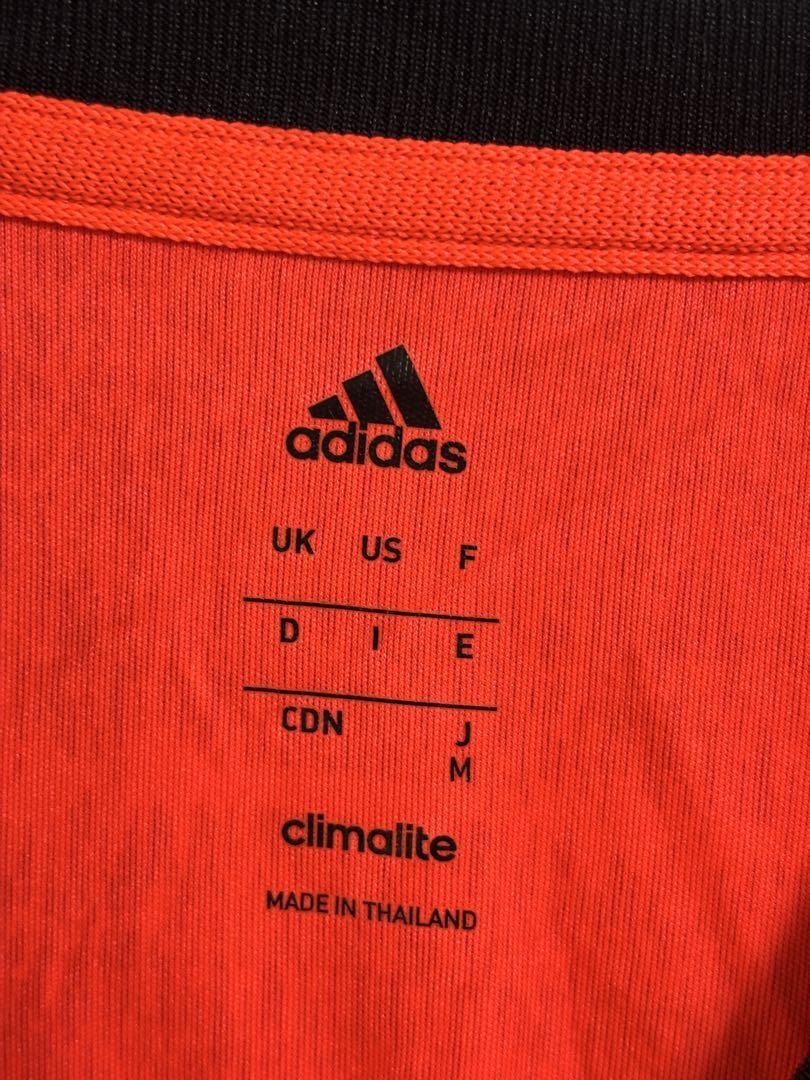 adidas
UK US F
D I E
CDN J
M
climalite
MADE IN THAILAND